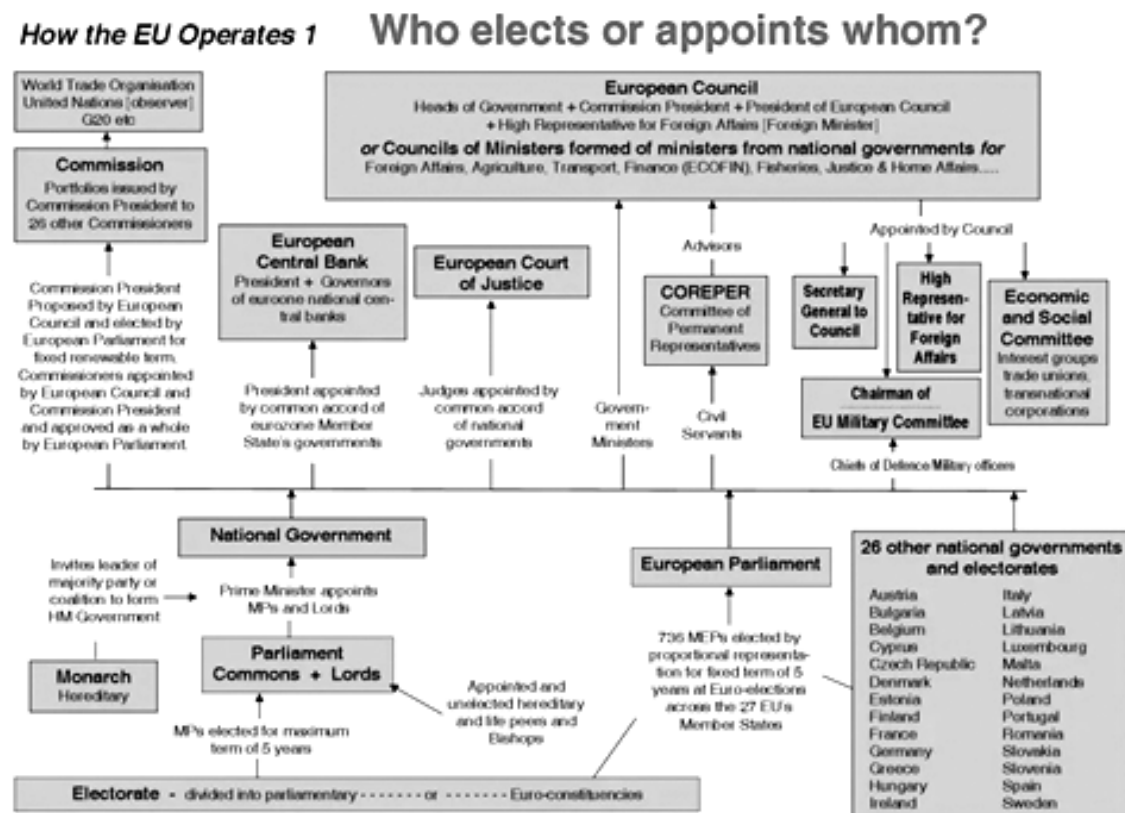 How the EU Operates 1
Who elects or appoints whom?
World Trade Organisation
United Nations [observer]
G20 etc
Commission
Portfolios issued by
Commission President to
26 other Commissioners
Commission President
Proposed by European
Council and elected by
European Parliament for
fixed renewable term.
Commissioners appointed
by European Council and
Commission President
and approved as a whole
by European Parliament.
European Council
Heads of Government + Commission President + President of European Council
+ High Representative for Foreign Affairs [Foreign Minister]
or Councils of Ministers formed of ministers from national governments for
Foreign Affairs, Agriculture, Transport, Finance (ECOFIN), Fisheries, Justice & Home Affairs.....
European
Central Bank
President + Governors
of euroone national cen-
tral banks
President appointed
by common accord of
eurozone Member
State's governments
European Court
of Justice
Judges appointed by
common accord
of national
governments
Govern-
ment
Ministers
Advisors
COREPER
Committee of
Permanent
Representatives
Civil
Servants
Appointed by Council
Secretary
General to
Council
High
Represen-
tative for
Foreign
Affairs
Economic
and Social
Committee
Interest groups
trade unions,
transnational
corporations
Chairman of
EU Military Committee
Chiefs of Defence/Military officers
National Government
Invites leader of
majority party or
coalition to form
HM Government
Prime Minister appoints
MPs and Lords
Monarch
Hereditary
Parliament
Commons + Lords
Appointed and
unelected hereditary
and life peers and
Bishops
MPs elected for maximum
term of 5 years
European Parliament
736 MEPs elected by
proportional representa-
tion for fixed term of 5
years at Euro-elections
across the 27 EU's
Member States
26 other national governments
and electorates
Austria
Bulgaria
Belgium
Cyprus
Czech Republic
Denmark
Estonia
Finland
France
Germany
Greece
Hungary
Ireland
Italy
Latvia
Lithuania
Luxembourg
Malta
Netherlands
Poland
Portugal
Romania
Slovakia
Slovenia
Spain
Sweden
Electorate - divided into parliamentary - - - - - - - or - - - - - - - Euro-constituencies